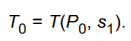 T₀ = T(P₀, s₁).